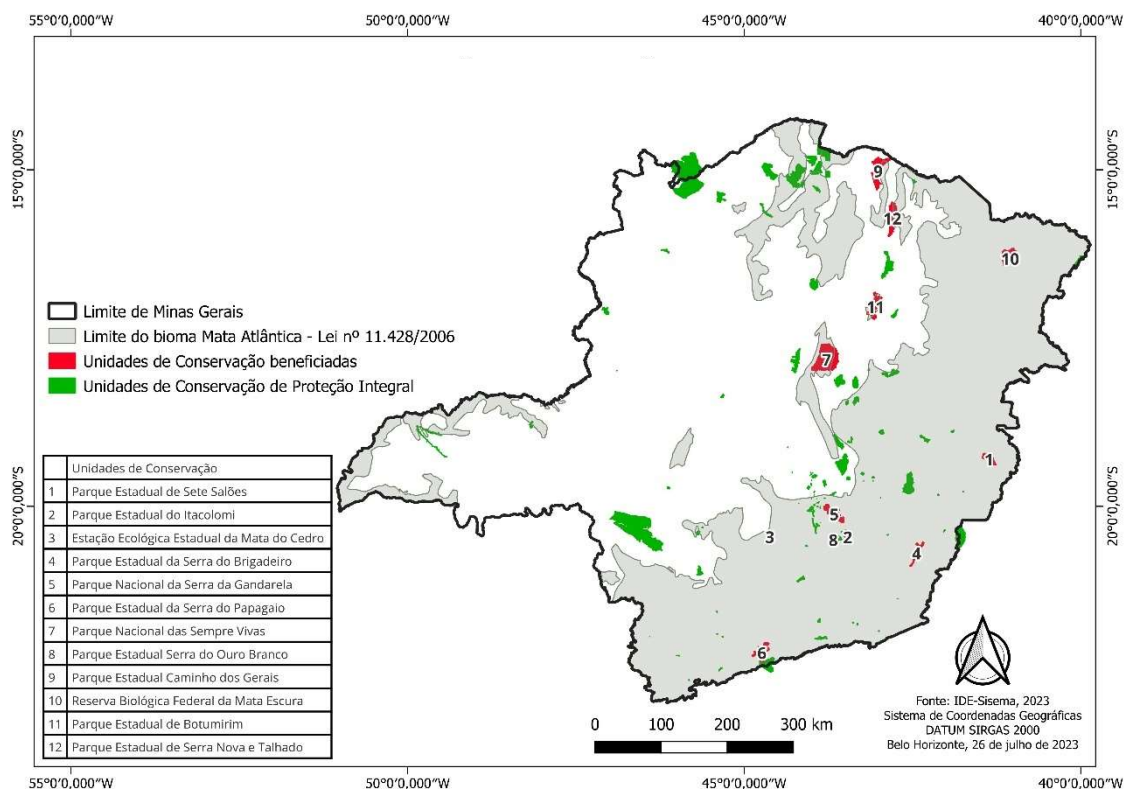 55°0′0,000″W 50°0′0,000″W 45°0′0,000″W 40°0′0,000″W
15°0′0,000″S 15°0′0,000″S
20°0′0,000″S 20°0′0,000″S
9
12
10
11
7
1
5
3
8
2
4
6
Limite de Minas Gerais
Limite do bioma Mata Atlântica - Lei nº 11.428/2006
Unidades de Conservação beneficiadas
Unidades de Conservação de Proteção Integral
Unidades de Conservação
1 Parque Estadual de Sete Salões
2 Parque Estadual do Itacolomi
3 Estação Ecológica Estadual da Mata do Cedro
4 Parque Estadual da Serra do Brigadeiro
5 Parque Nacional da Serra da Gandarela
6 Parque Estadual da Serra do Papagaio
7 Parque Nacional das Sempre Vivas
8 Parque Estadual Serra do Ouro Branco
9 Parque Estadual Caminho dos Gerais
10 Reserva Biológica Federal da Mata Escura
11 Parque Estadual de Botumirim
12 Parque Estadual de Serra Nova e Talhado
0 100 200 300 km
Fonte: IDE-Sisema, 2023
Sistema de Coordenadas Geográficas
DATUM SIRGAS 2000
Belo Horizonte, 26 de julho de 2023
55°0′0,000″W 50°0′0,000″W 45°0′0,000″W 40°0′0,000″W